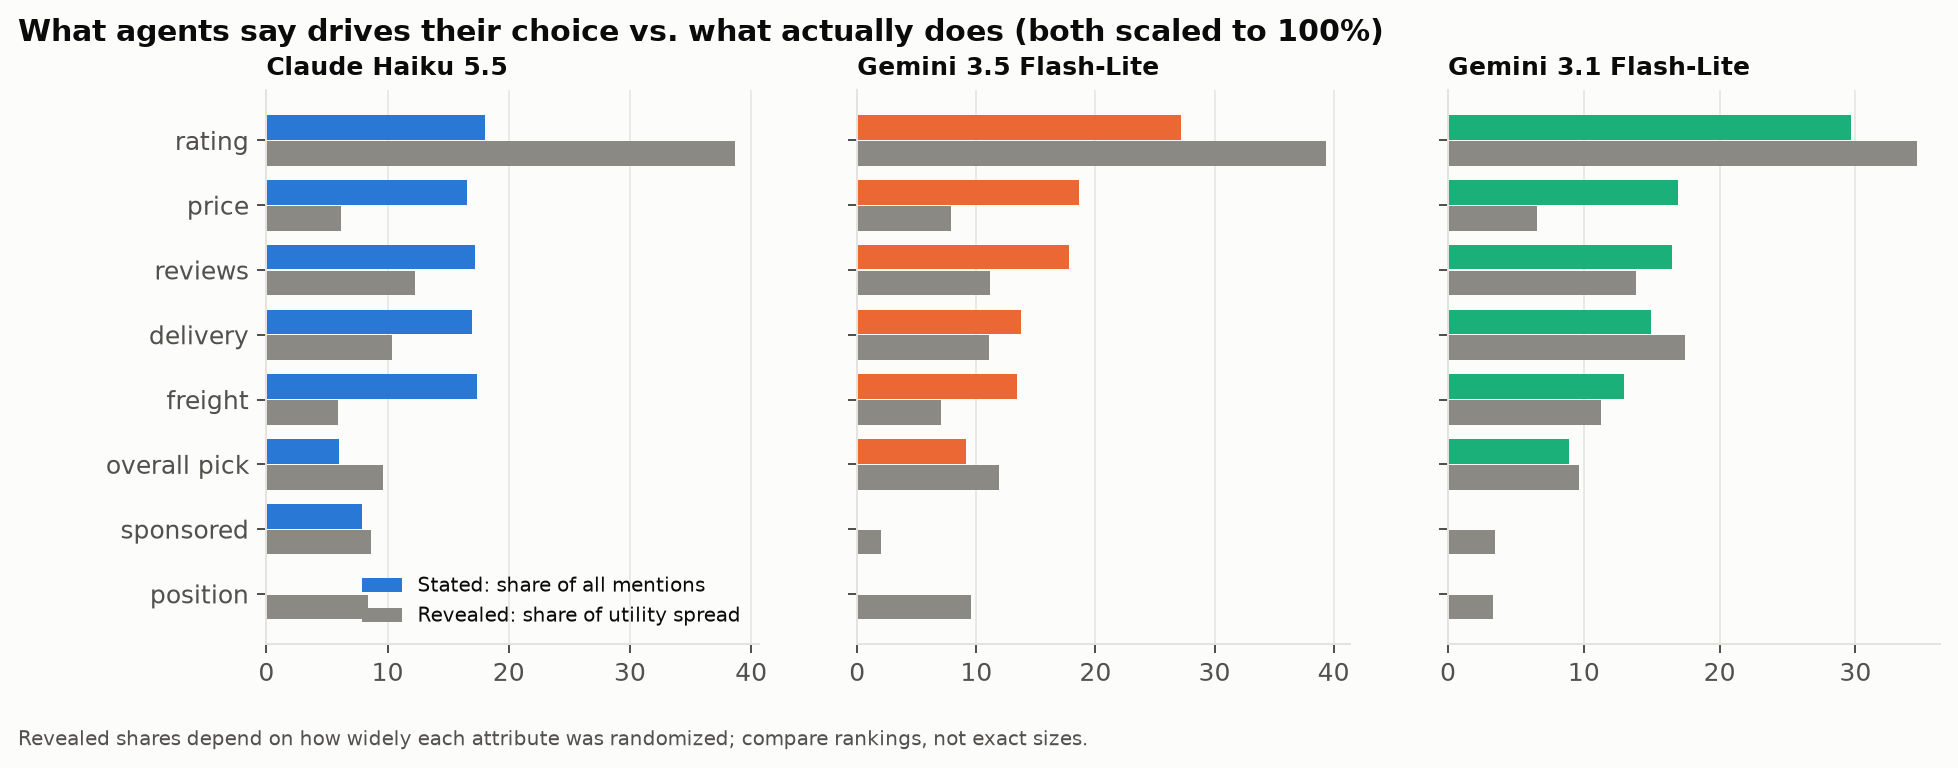 What agents say drives their choice vs. what actually does (both scaled to 100%)
Claude Haiku 5.5
Gemini 3.5 Flash-Lite
Gemini 3.1 Flash-Lite
rating
price
reviews
delivery
freight
overall pick
sponsored
position
Stated: share of all mentions
Revealed: share of utility spread
0 10 20 30 40
0 10 20 30 40
0 10 20 30
Revealed shares depend on how widely each attribute was randomized; compare rankings, not exact sizes.